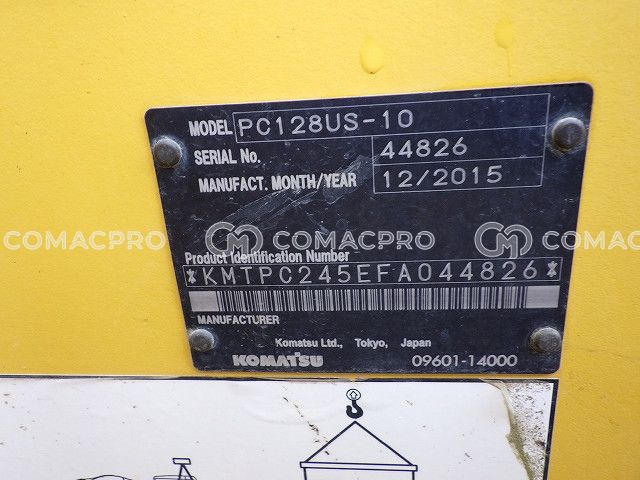 MODEL PC128US-10
SERIAL No. 44826
MANUFACT. MONTH/YEAR 12/2015
COMACPRO COMACPRO COMACPRO
Product Identification Number
*KMTPC245EFA044826*
MANUFACTURER
Komatsu Ltd., Tokyo, Japan
KOMATSU 09601-14000